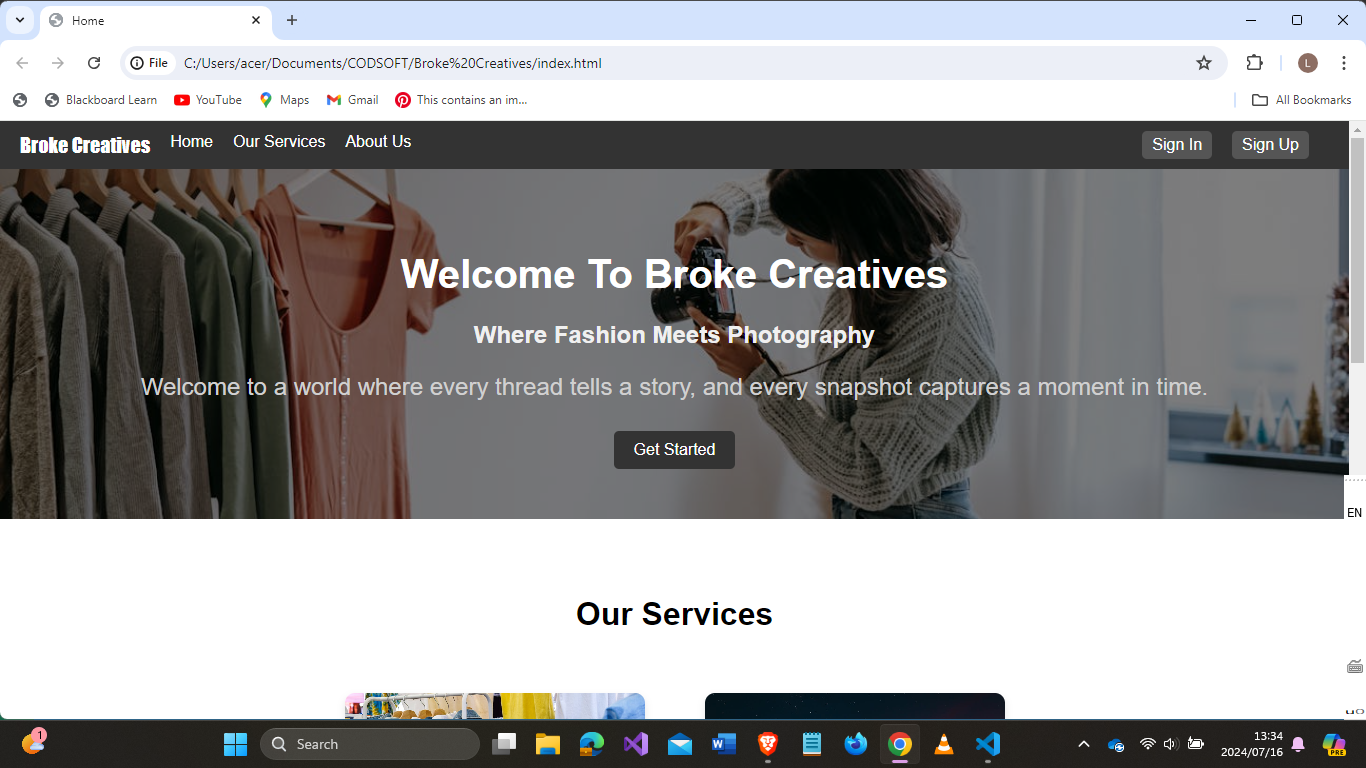 Home
File C:/Users/acer/Documents/CODSOFT/Broke%20Creatives/index.html L
Blackboard Learn YouTube Maps Gmail This contains an im... All Bookmarks
Broke Creatives Home Our Services About Us Sign In Sign Up
Welcome To Broke Creatives
Where Fashion Meets Photography
Welcome to a world where every thread tells a story, and every snapshot captures a moment in time.
Get Started
EN
Our Services
1 Search 13:34
2024/07/16 PRE